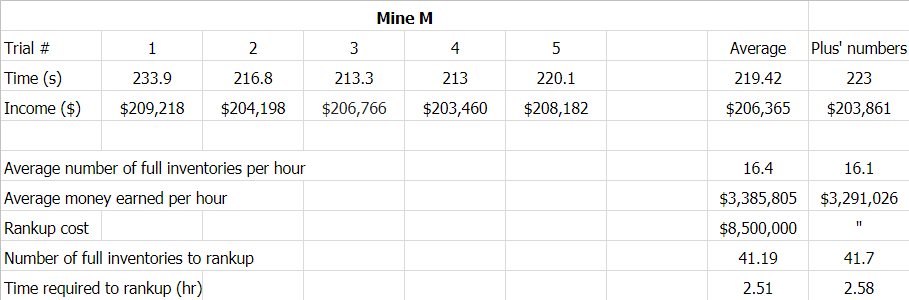 Mine M
Trial # 1 2 3 4 5 Average Plus' numbers
Time (s) 233.9 216.8 213.3 213 220.1 219.42 223
Income ($) $209,218 $204,198 $206,766 $203,460 $208,182 $206,365 $203,861
Average number of full inventories per hour 16.4 16.1
Average money earned per hour $3,385,805 $3,291,026
Rankup cost $8,500,000 "
Number of full inventories to rankup 41.19 41.7
Time required to rankup (hr) 2.51 2.58